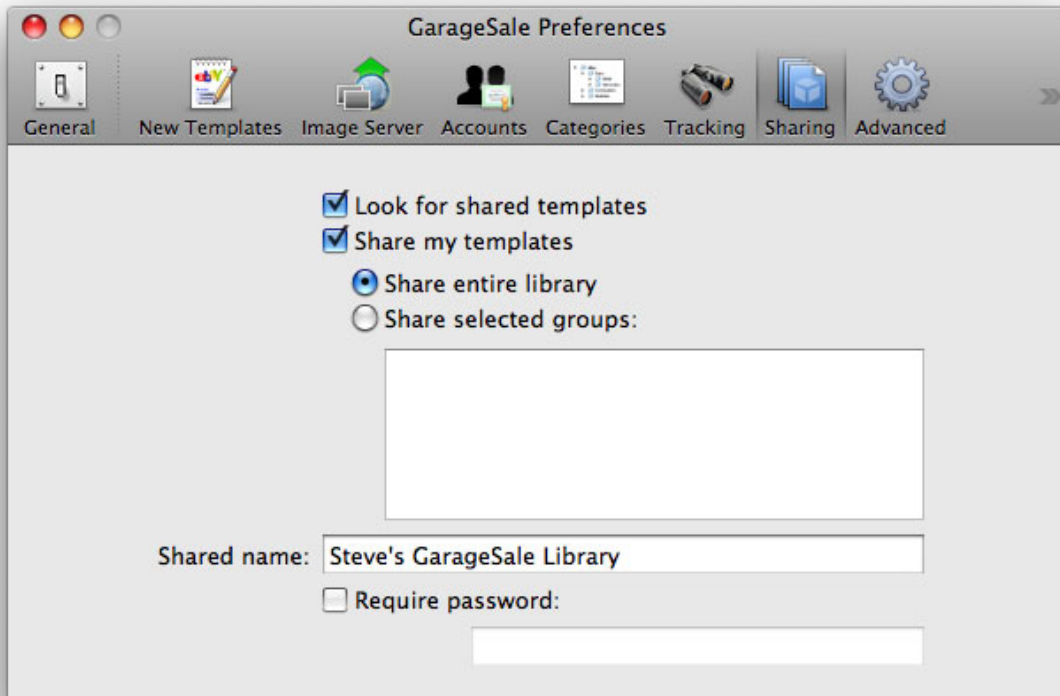 GarageSale Preferences
General New Templates Image Server Accounts Categories Tracking Sharing Advanced
Look for shared templates
Share my templates
Share entire library
Share selected groups:
Shared name: Steve's GarageSale Library
Require password: